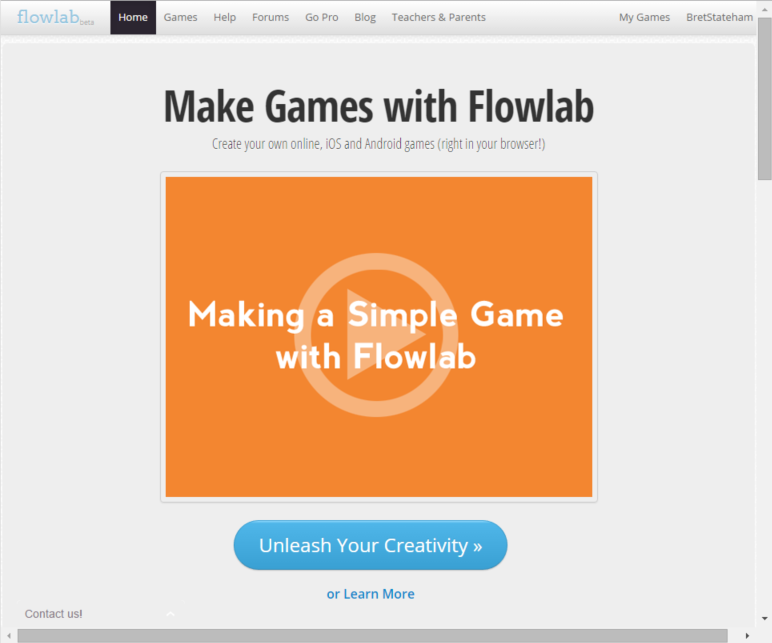 flowlab beta Home Games Help Forums Go Pro Blog Teachers & Parents My Games BretStateham
Make Games with Flowlab
Create your own online, iOS and Android games (right in your browser!)
Making a Simple Game
with Flowlab
Unleash Your Creativity »
or Learn More
Contact us!